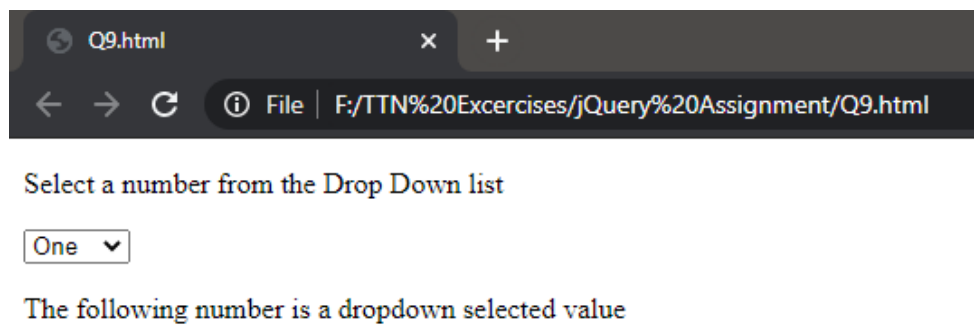 Q9.html
File F:/TTN%20Excercises/jQuery%20Assignment/Q9.html
Select a number from the Drop Down list
One
The following number is a dropdown selected value